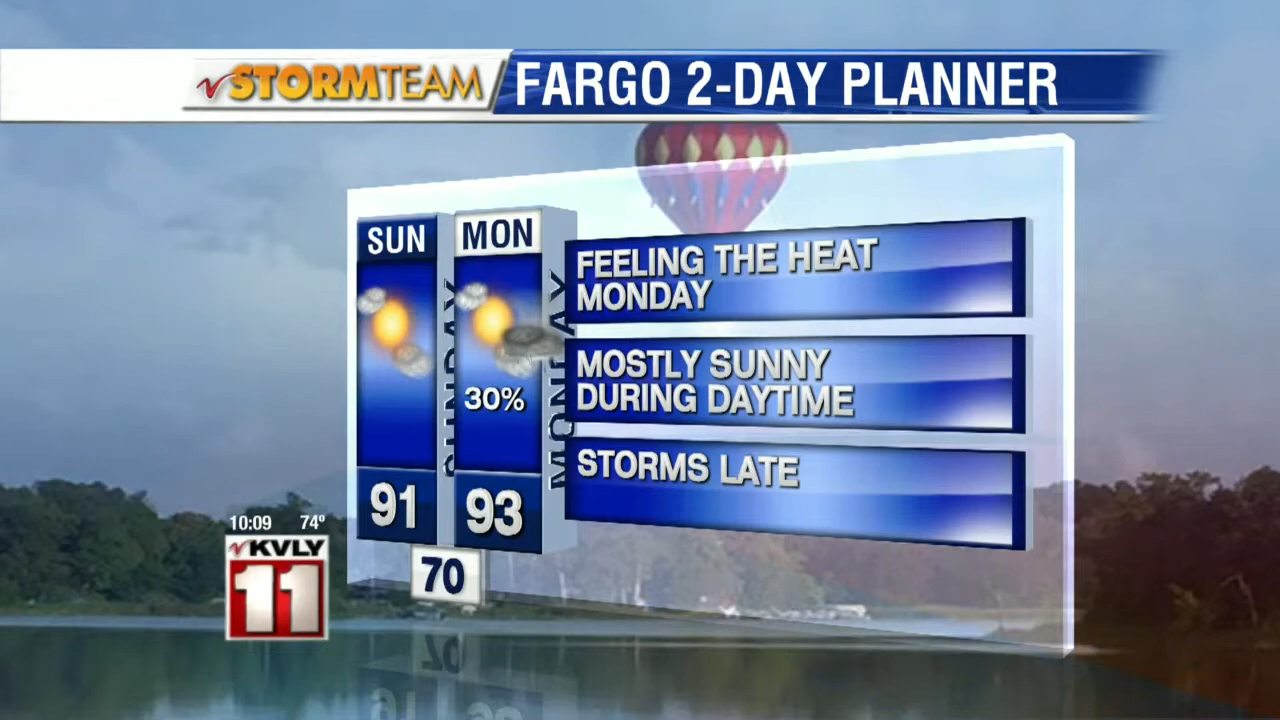 STORMTEAM FARGO 2-DAY PLANNER
SUN
MON
SUNDAY
MONDAY
30%
91
93
70
FEELING THE HEAT
MONDAY
MOSTLY SUNNY
DURING DAYTIME
STORMS LATE
10:09 74°
KVLY
11